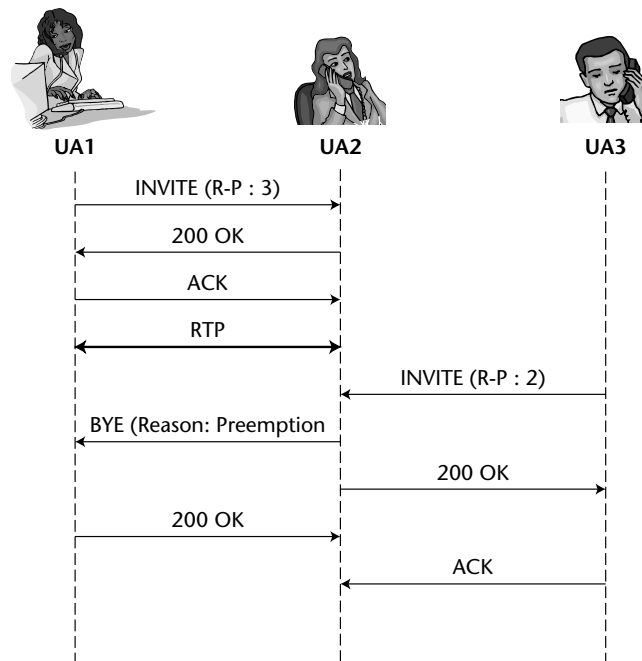 UA1 UA2 UA3
INVITE (R-P : 3)
200 OK
ACK
RTP
INVITE (R-P : 2)
BYE (Reason: Preemption
200 OK
200 OK
ACK